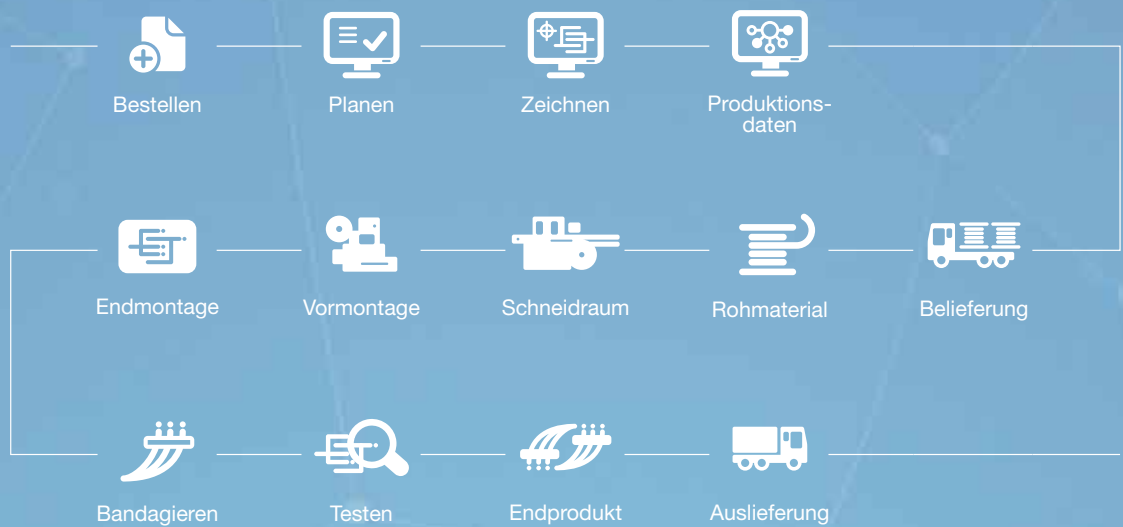 Bestellen
Planen
Zeichnen
Produktions-
daten
Endmontage
Vormontage
Schneidraum
Rohmaterial
Belieferung
Bandagieren
Testen
Endprodukt
Auslieferung